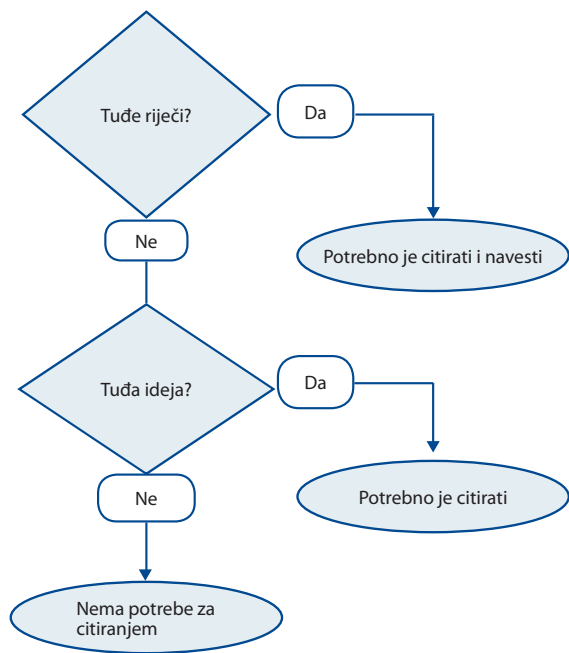 Tuđe riječi?
Da
Ne
Potrebno je citirati i navesti
Tuđa ideja?
Da
Ne
Potrebno je citirati
Nema potrebe za
citiranjem